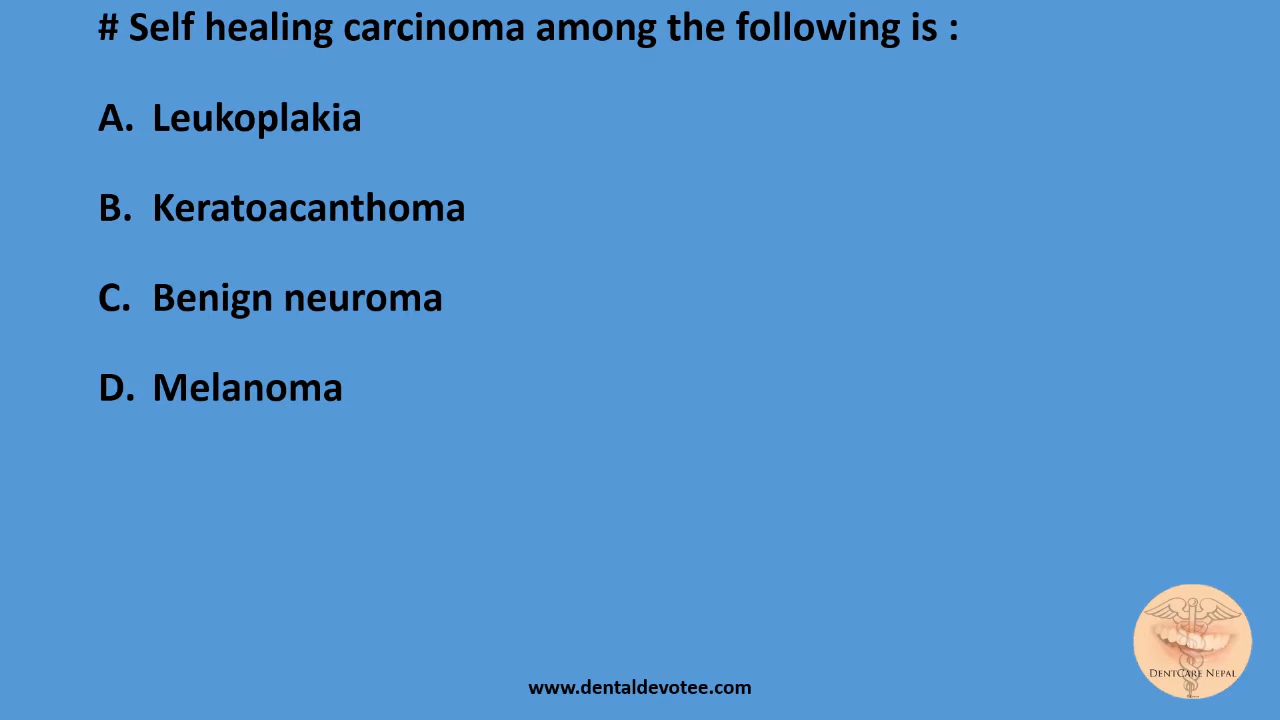 # Self healing carcinoma among the following is :
A. Leukoplakia
B. Keratoacanthoma
C. Benign neuroma
D. Melanoma
DentCare Nepal
www.dentaldevotee.com